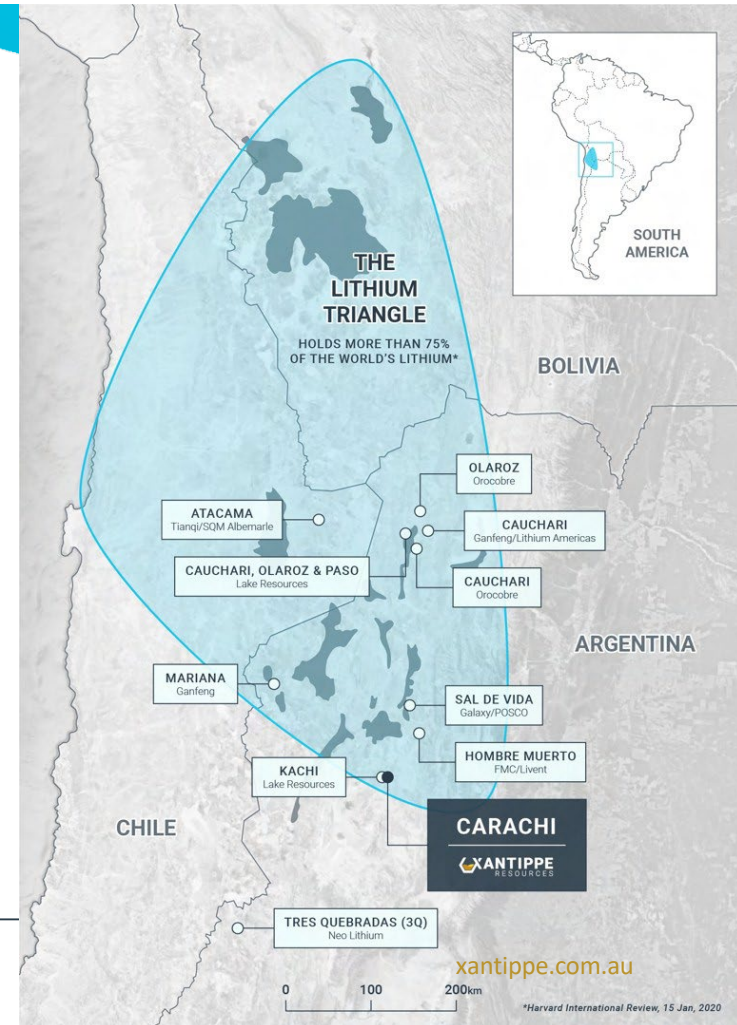 SOUTH
AMERICA
THE
LITHIUM
TRIANGLE
HOLDS MORE THAN 75%
OF THE WORLD'S LITHIUM*
BOLIVIA
OLAROZ
Orocobre
ATACAMA
Tianqi/SQM Albemarle
CAUCHARI
Ganfeng/Lithium Americas
CAUCHARI, OLAROZ & PASO
Lake Resources
CAUCHARI
Orocobre
ARGENTINA
MARIANA
Ganfeng
SAL DE VIDA
Galaxy/POSCO
HOMBRE MUERTO
FMC/Livent
KACHI
Lake Resources
CHILE
CARACHI
XANTIPPE
RESOURCES
TRES QUEBRADAS (3Q)
Neo Lithium
xantippe.com.au
0 100 200km
*Harvard International Review, 15 Jan, 2020